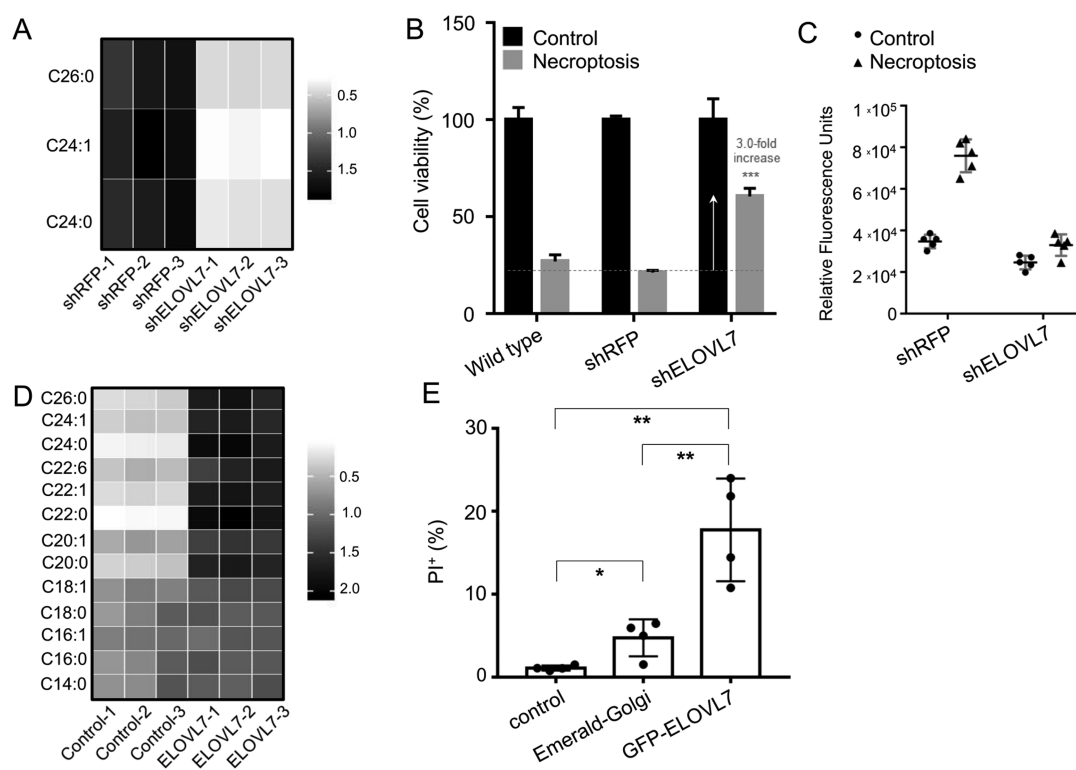 A
C26:0
C24:1
C24:0
0.5
1.0
1.5
shRFP-1
shRFP-2
shRFP-3
shELOVL7-1
shELOVL7-2
shELOVL7-3
B
Control
Necroptosis
Cell viability (%)
150
100
50
0
3.0-fold
increase
***
Wild type
shRFP
shELOVL7
C
Control
Necroptosis
Relative Fluorescence Units
1 ×10⁵
8 ×10⁴
6 ×10⁴
4 ×10⁴
2 ×10⁴
0
shRFP
shELOVL7
D
C26:0
C24:1
C24:0
C22:6
C22:1
C22:0
C20:1
C20:0
C18:1
C18:0
C16:1
C16:0
C14:0
0.5
1.0
1.5
2.0
Control-1
Control-2
Control-3
ELOVL7-1
ELOVL7-2
ELOVL7-3
E
PI⁺ (%)
30
20
10
0
**
**
*
control
Emerald-Golgi
GFP-ELOVL7